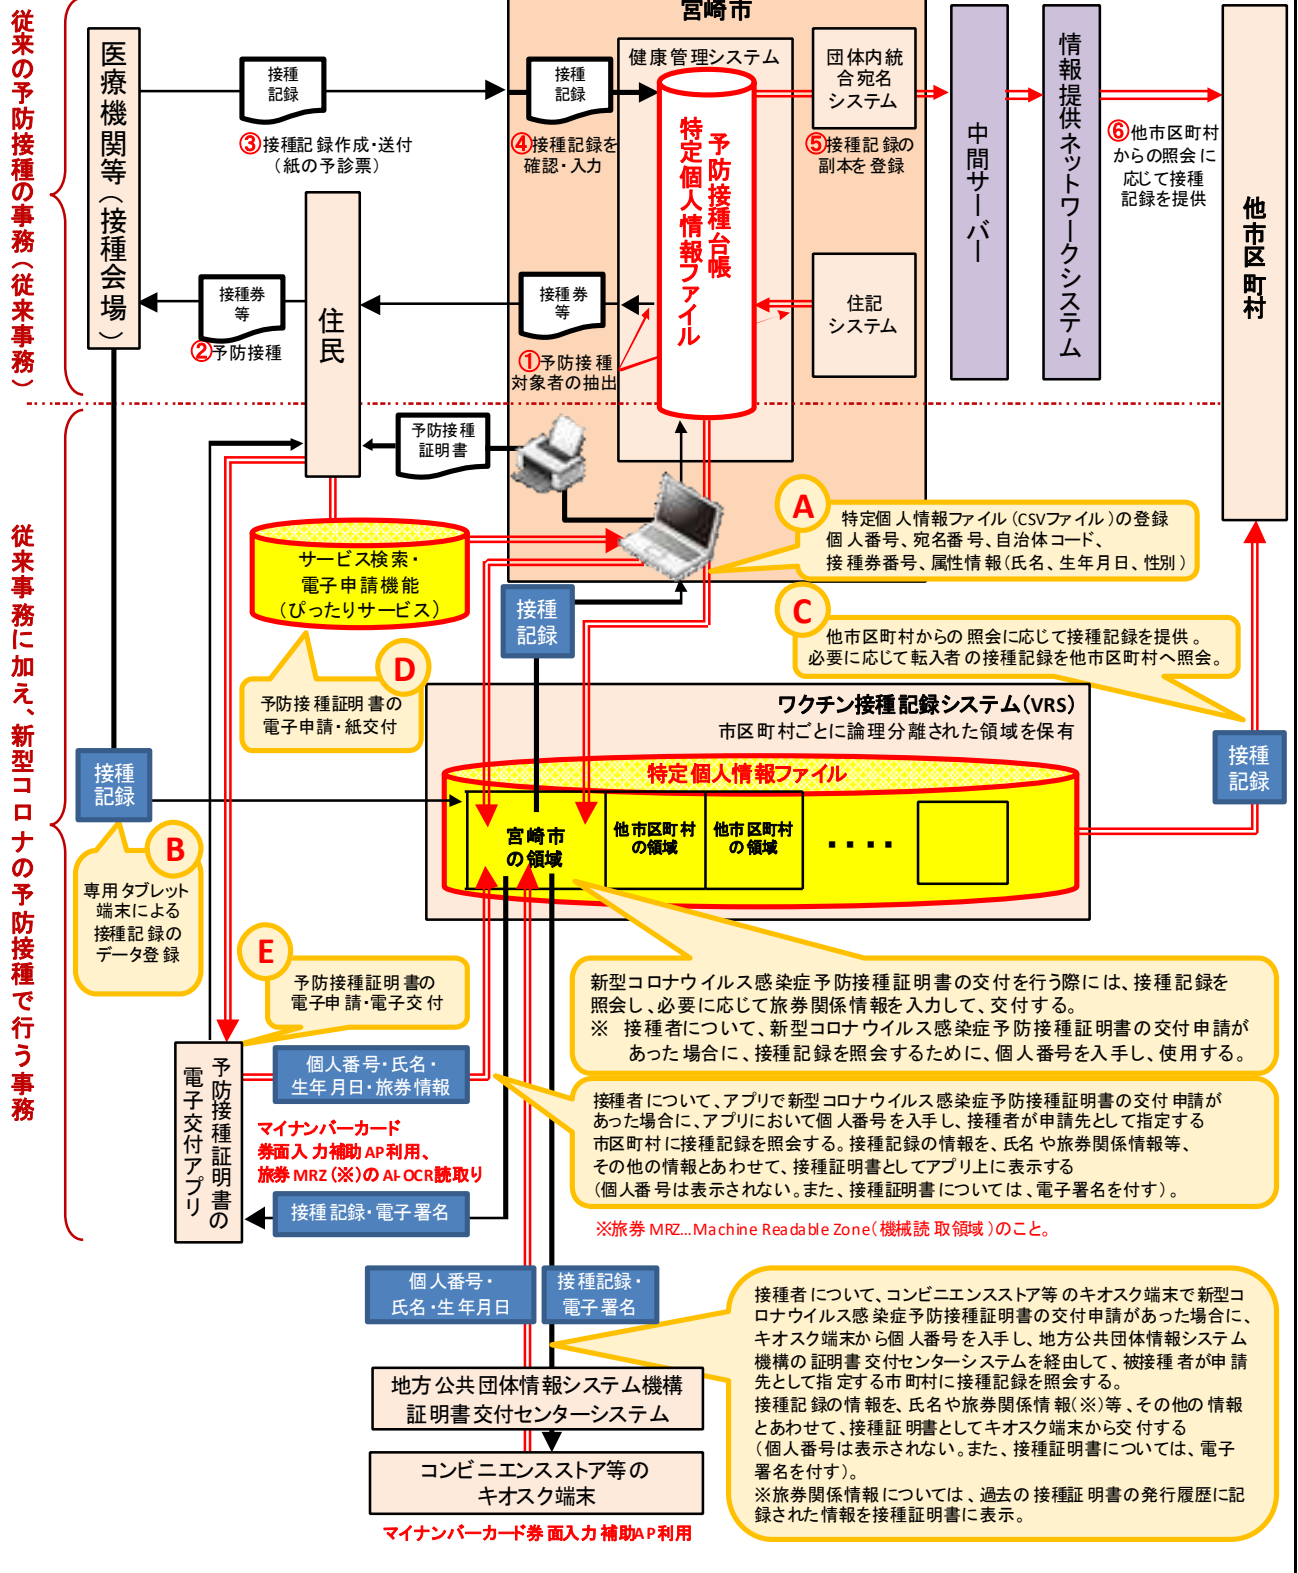 従来の予防接種の事務（従来事務）
医療機関等（接種会場）
接種
記録
③接種記録作成・送付
（紙の予診票）
宮崎市
接種
記録
④接種記録を
確認・入力
健康管理システム
予防接種台帳
特定個人情報ファイル
団体内統
合宛名
システム
⑤接種記録の
副本を登録
中間サーバー
情報提供ネットワークシステム
⑥他市区町村
からの照会に
応じて接種
記録を提供
他市区町村
接種券
等
②予防接種
住民
接種券
等
①予防接種
対象者の抽出
住記
システム
従来事務に加え、新型コロナの予防接種で行う事務
予防接種
証明書
A
特定個人情報ファイル（CSVファイル）の登録
個人番号、宛名番号、自治体コード、
接種券番号、属性情報（氏名、生年月日、性別）
サービス検索・
電子申請機能
（ぴったりサービス）
接種
記録
C
他市区町村からの照会に応じて接種記録を提供。
必要に応じて転入者の接種記録を他市区町村へ照会。
D
予防接種証明書の
電子申請・紙交付
ワクチン接種記録システム（VRS）
市区町村ごとに論理分離された領域を保有
特定個人情報ファイル
宮崎市
の領域
他市区町村
の領域
他市区町村
の領域
・・・・
接種
記録
接種
記録
B
専用タブレット
端末による
接種記録の
データ登録
E
予防接種証明書の
電子申請・電子交付
新型コロナウイルス感染症予防接種証明書の交付を行う際には、接種記録を
照会し、必要に応じて旅券関係情報を入力して、交付する。
※ 接種者について、新型コロナウイルス感染症予防接種証明書の交付申請が
あった場合に、接種記録を照会するために、個人番号を入手し、使用する。
予防接種証明書の
電子交付アプリ
個人番号・氏名・
生年月日・旅券情報
マイナンバーカード
券面入力補助AP利用、
旅券MRZ（※）のAI-OCR読取り
接種記録・電子署名
接種者について、アプリで新型コロナウイルス感染症予防接種証明書の交付申請が
あった場合に、アプリにおいて個人番号を入手し、接種者が申請先として指定する
市区町村に接種記録を照会する。接種記録の情報を、氏名や旅券関係情報等、
その他の情報とあわせて、接種証明書としてアプリ上に表示する
（個人番号は表示されない。また、接種証明書については、電子署名を付す）。
※旅券MRZ…Machine Readable Zone（機械読取領域）のこと。
個人番号・
氏名・生年月日
接種記録・
電子署名
接種者について、コンビニエンスストア等のキオスク端末で新型コ
ロナウイルス感染症予防接種証明書の交付申請があった場合に、
キオスク端末から個人番号を入手し、地方公共団体情報システム
機構の証明書交付センターシステムを経由して、被接種者が申請
先として指定する市町村に接種記録を照会する。
接種記録の情報を、氏名や旅券関係情報（※）等、その他の情報
とあわせて、接種証明書としてキオスク端末から交付する
（個人番号は表示されない。また、接種証明書については、電子
署名を付す）。
※旅券関係情報については、過去の接種証明書の発行履歴に記
録された情報を接種証明書に表示。
地方公共団体情報システム機構
証明書交付センターシステム
コンビニエンスストア等の
キオスク端末
マイナンバーカード券面入力補助AP利用